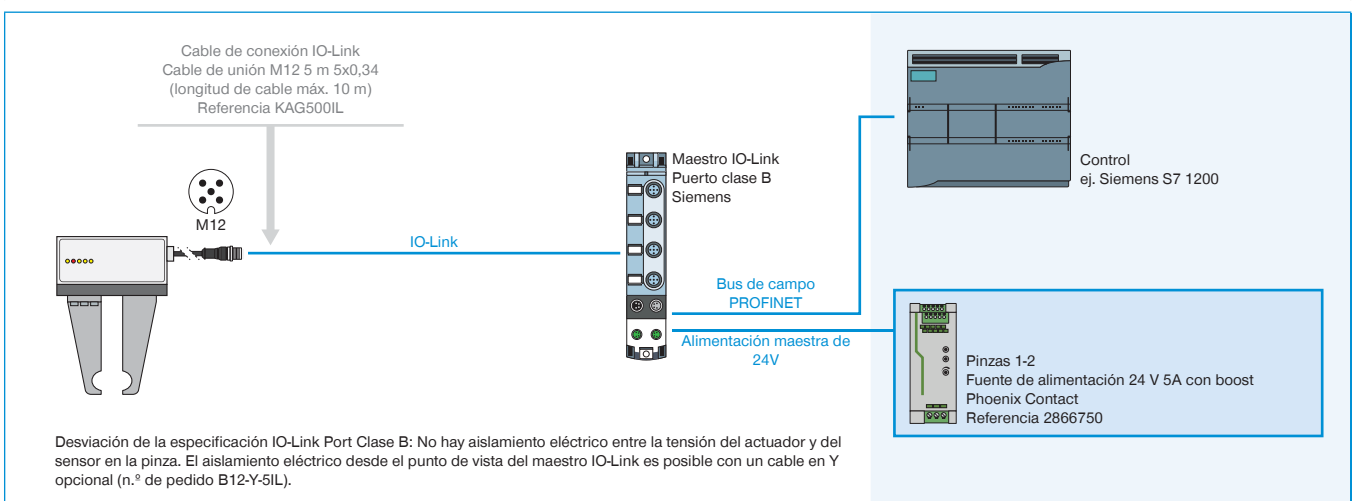 Cable de conexión IO-Link
Cable de unión M12 5 m 5x0,34
(longitud de cable máx. 10 m)
Referencia KAG500IL
M12
IO-Link
Maestro IO-Link
Puerto clase B
Siemens
Control
ej. Siemens S7 1200
Bus de campo
PROFINET
Alimentación maestra de
24V
Pinzas 1-2
Fuente de alimentación 24 V 5A con boost
Phoenix Contact
Referencia 2866750
Desviación de la especificación IO-Link Port Clase B: No hay aislamiento eléctrico entre la tensión del actuador y del
sensor en la pinza. El aislamiento eléctrico desde el punto de vista del maestro IO-Link es posible con un cable en Y
opcional (n.º de pedido B12-Y-5IL).